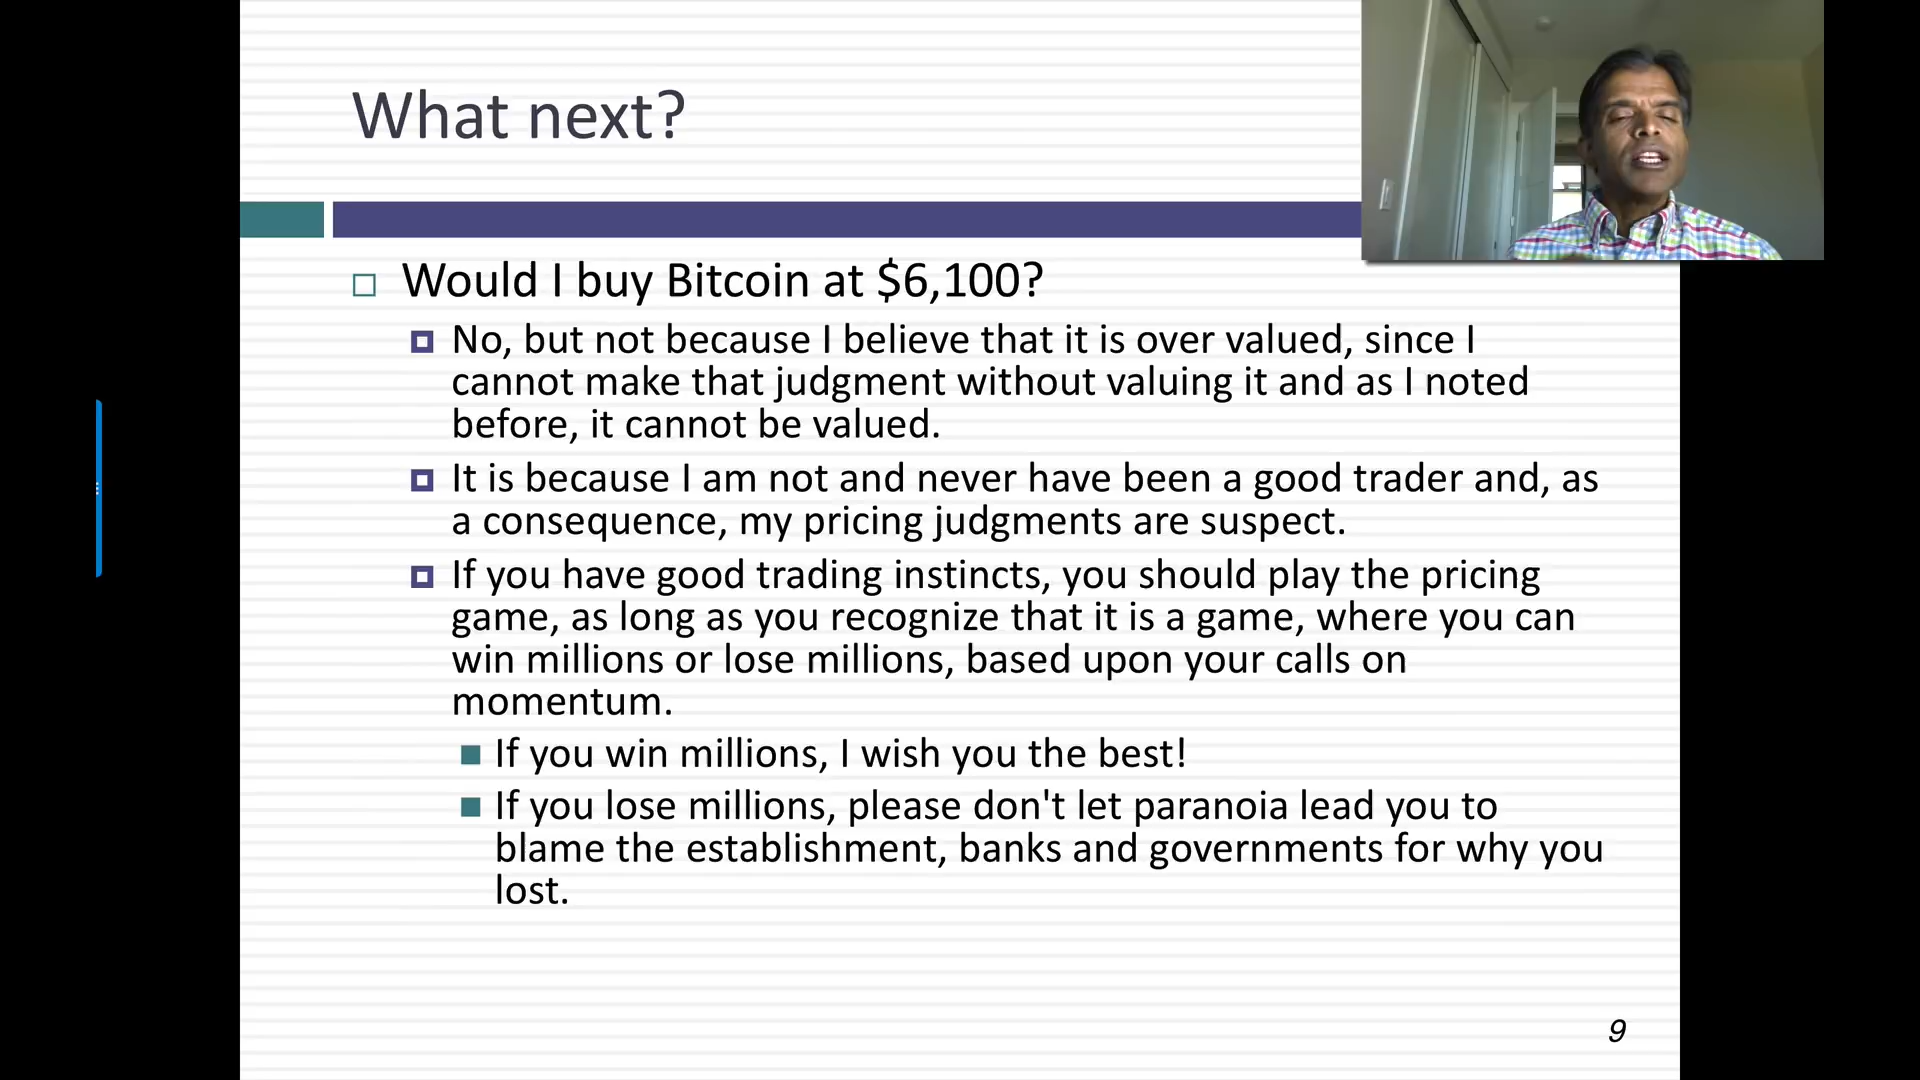 What next?
Would I buy Bitcoin at $6,100?
No, but not because I believe that it is over valued, since I
cannot make that judgment without valuing it and as I noted
before, it cannot be valued.
It is because I am not and never have been a good trader and, as
a consequence, my pricing judgments are suspect.
If you have good trading instincts, you should play the pricing
game, as long as you recognize that it is a game, where you can
win millions or lose millions, based upon your calls on
momentum.
If you win millions, I wish you the best!
If you lose millions, please don't let paranoia lead you to
blame the establishment, banks and governments for why you
lost.
9